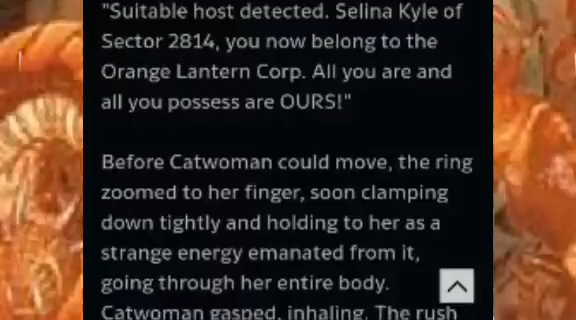 "Suitable host detected. Selina Kyle of
Sector 2814, you now belong to the
Orange Lantern Corp. All you are and
all you possess are OURS!"
Before Catwoman could move, the ring
zoomed to her finger, soon clamping
down tightly and holding to her as a
strange energy emanated from it,
going through her entire body.
Catwoman gasped, inhaling. The rush